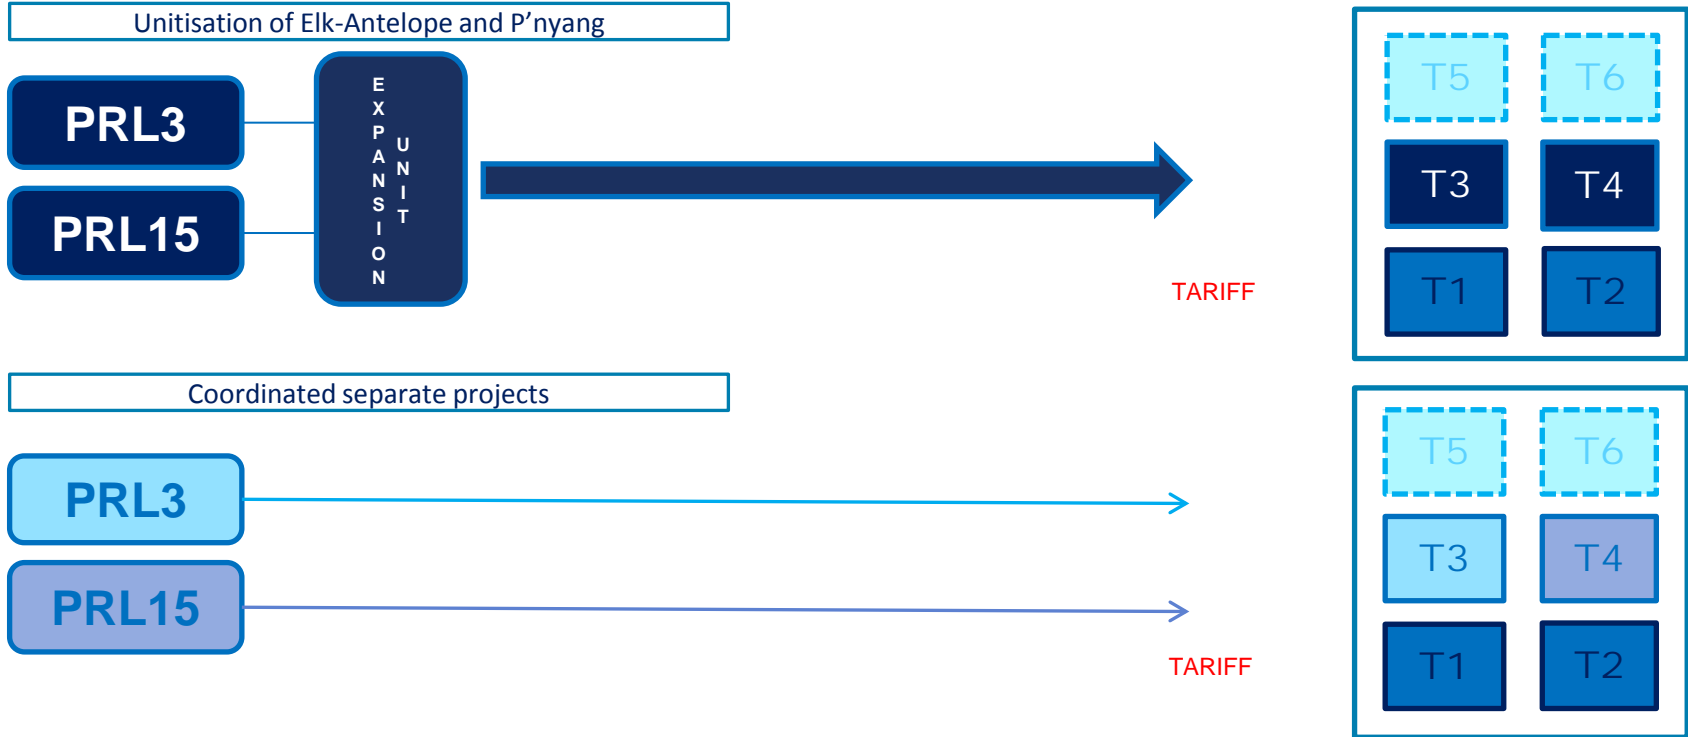 Unitisation of Elk-Antelope and P’nyang
PRL3
PRL15
EXPANSION
UNIT
TARIFF
T5 T6
T3 T4
T1 T2
Coordinated separate projects
PRL3
PRL15
TARIFF
T5 T6
T3 T4
T1 T2